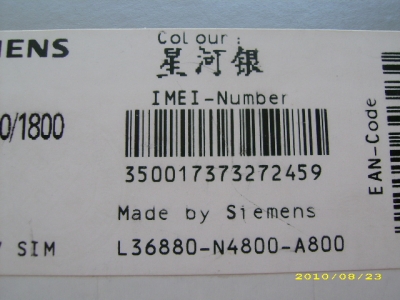 Colour:
MENS
星河银
IMEI-Number
0/1800
350017373272459
EAN-Code
Made by Siemens
SIM
L36880-N4800-A800
2010/08/23